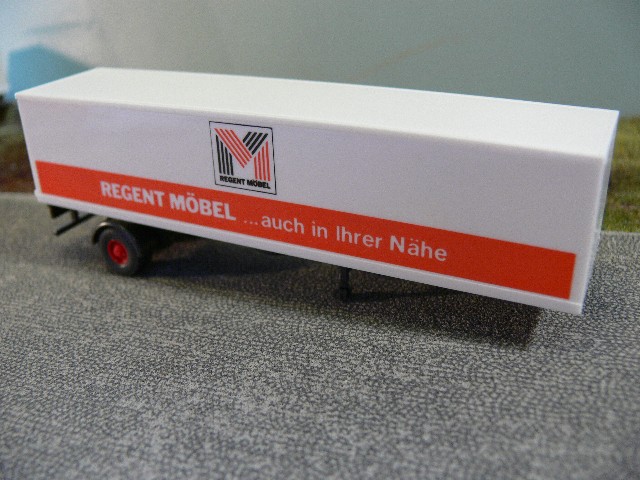 REGENT MÖBEL
REGENT MÖBEL ...auch in Ihrer Nähe